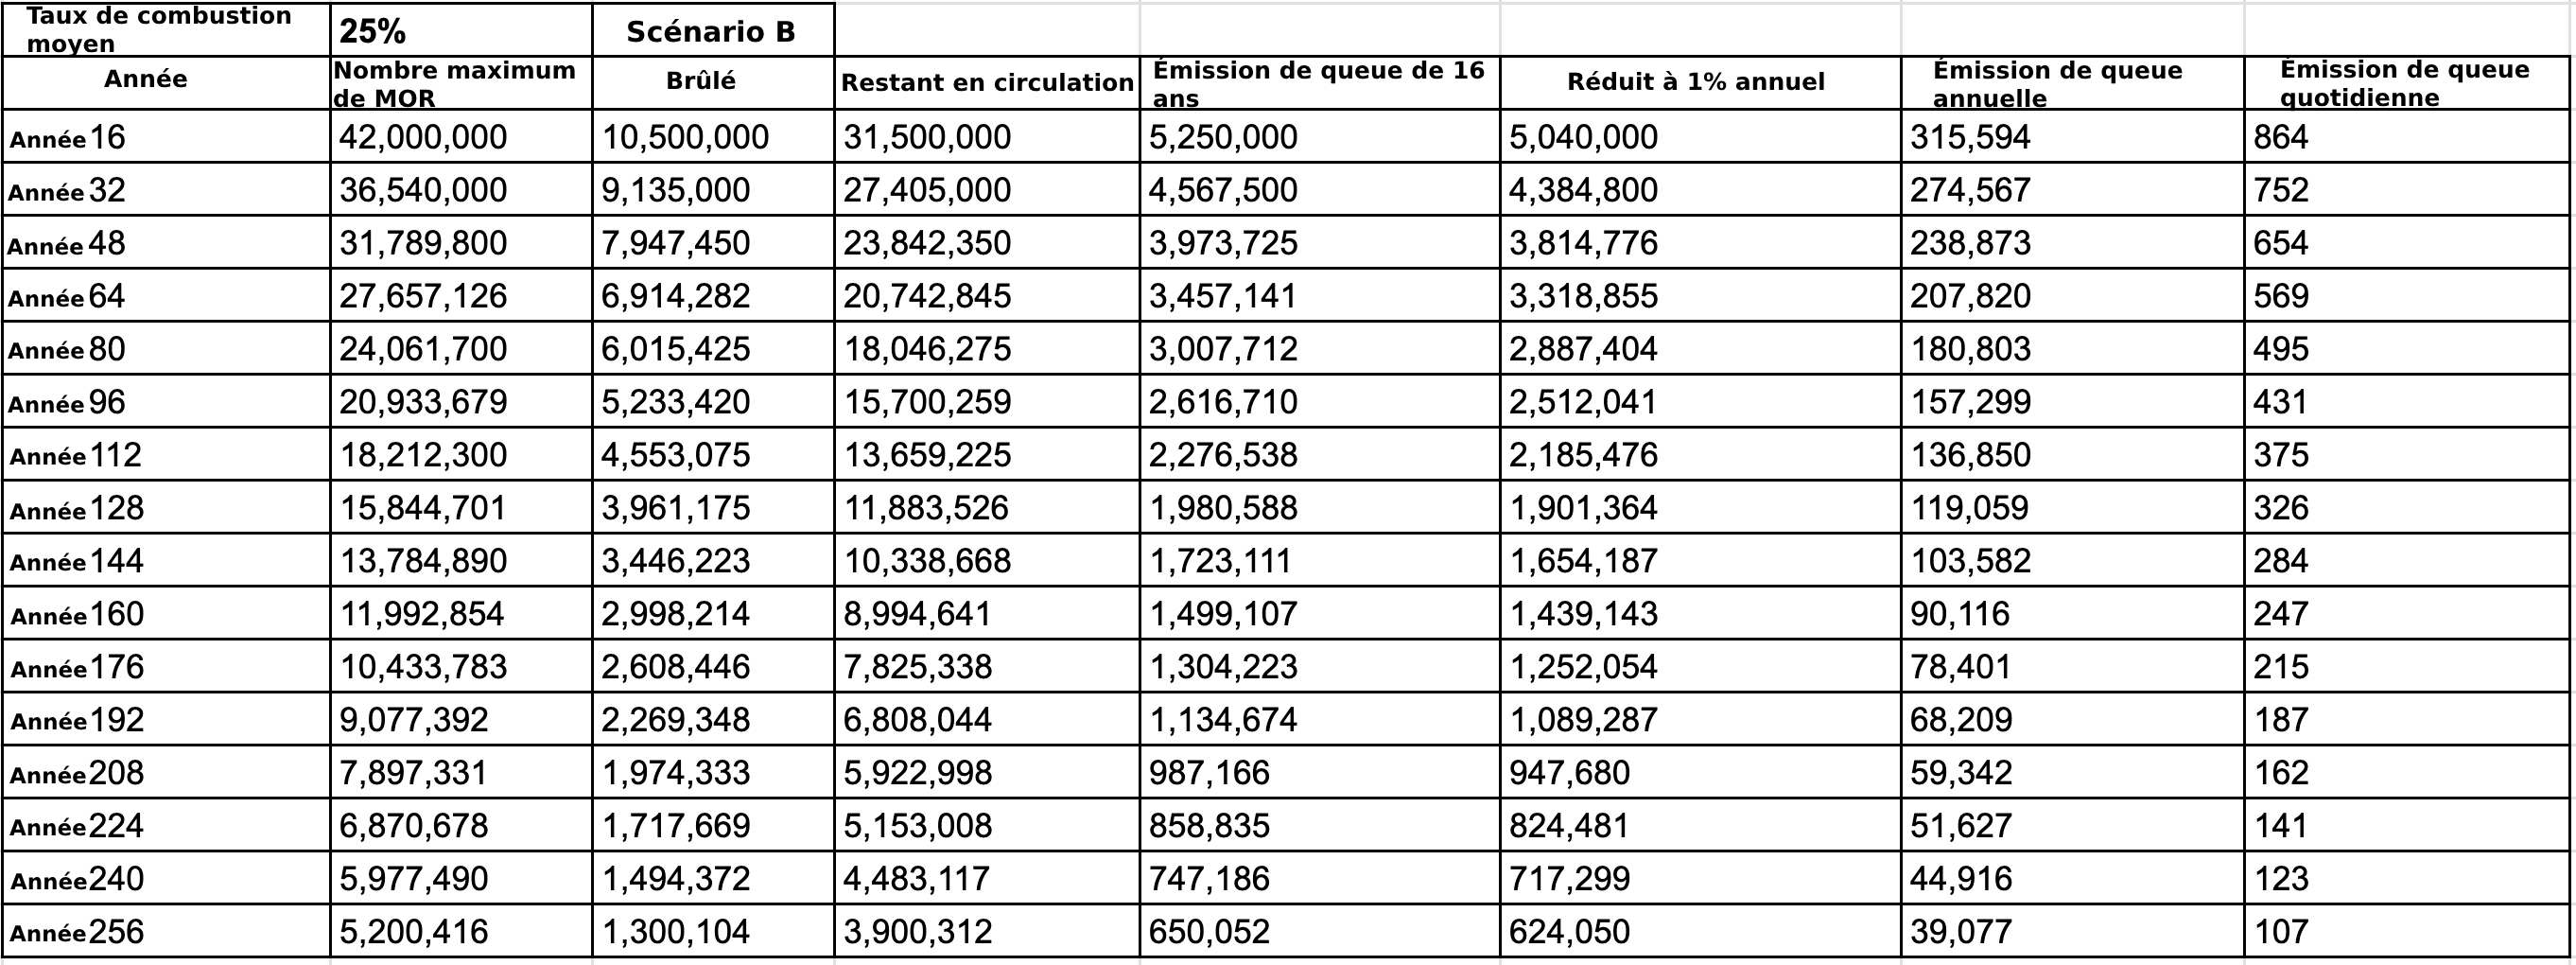 Taux de combustion moyen 25% Scénario B
Année Nombre maximum de MOR Brûlé Restant en circulation Émission de queue de 16 ans Réduit à 1% annuel Émission de queue annuelle Émission de queue quotidienne
Année 16 42,000,000 10,500,000 31,500,000 5,250,000 5,040,000 315,594 864
Année 32 36,540,000 9,135,000 27,405,000 4,567,500 4,384,800 274,567 752
Année 48 31,789,800 7,947,450 23,842,350 3,973,725 3,814,776 238,873 654
Année 64 27,657,126 6,914,282 20,742,845 3,457,141 3,318,855 207,820 569
Année 80 24,061,700 6,015,425 18,046,275 3,007,712 2,887,404 180,803 495
Année 96 20,933,679 5,233,420 15,700,259 2,616,710 2,512,041 157,299 431
Année 112 18,212,300 4,553,075 13,659,225 2,276,538 2,185,476 136,850 375
Année 128 15,844,701 3,961,175 11,883,526 1,980,588 1,901,364 119,059 326
Année 144 13,784,890 3,446,223 10,338,668 1,723,111 1,654,187 103,582 284
Année 160 11,992,854 2,998,214 8,994,641 1,499,107 1,439,143 90,116 247
Année 176 10,433,783 2,608,446 7,825,338 1,304,223 1,252,054 78,401 215
Année 192 9,077,392 2,269,348 6,808,044 1,134,674 1,089,287 68,209 187
Année 208 7,897,331 1,974,333 5,922,998 987,166 947,680 59,342 162
Année 224 6,870,678 1,717,669 5,153,008 858,835 824,481 51,627 141
Année 240 5,977,490 1,494,372 4,483,117 747,186 717,299 44,916 123
Année 256 5,200,416 1,300,104 3,900,312 650,052 624,050 39,077 107